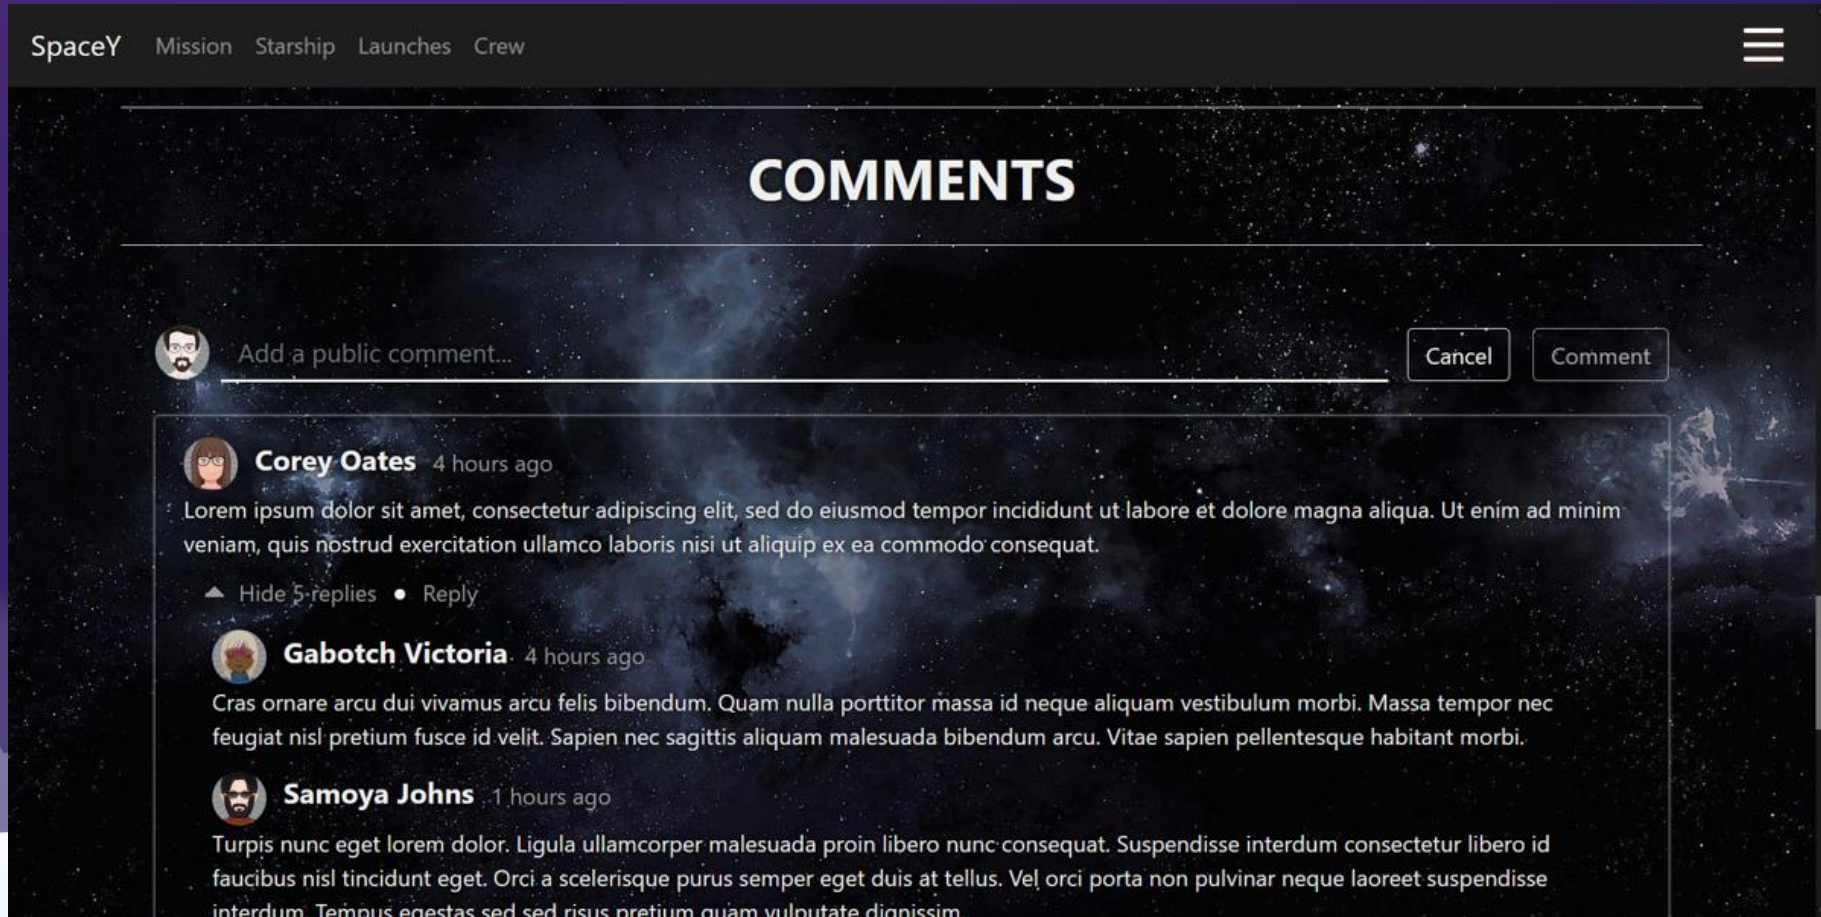 SpaceY Mission Starship Launches Crew
COMMENTS
Add a public comment... Cancel Comment
Corey Oates 4 hours ago
Lorem ipsum dolor sit amet, consectetur adipiscing elit, sed do eiusmod tempor incididunt ut labore et dolore magna aliqua. Ut enim ad minim
veniam, quis nostrud exercitation ullamco laboris nisi ut aliquip ex ea commodo consequat.
Hide 5 replies ● Reply
Gabotch Victoria 4 hours ago
Cras ornare arcu dui vivamus arcu felis bibendum. Quam nulla porttitor massa id neque aliquam vestibulum morbi. Massa tempor nec
feugiat nisl pretium fusce id velit. Sapien nec sagittis aliquam malesuada bibendum arcu. Vitae sapien pellentesque habitant morbi.
Samoya Johns 1 hours ago
Turpis nunc eget lorem dolor. Ligula ullamcorper malesuada proin libero nunc consequat. Suspendisse interdum consectetur libero id
faucibus nisl tincidunt eget. Orci a scelerisque purus semper eget duis at tellus. Vel orci porta non pulvinar neque laoreet suspendisse
interdum. Tempus egestas sed sed risus pretium quam vulputate dignissim